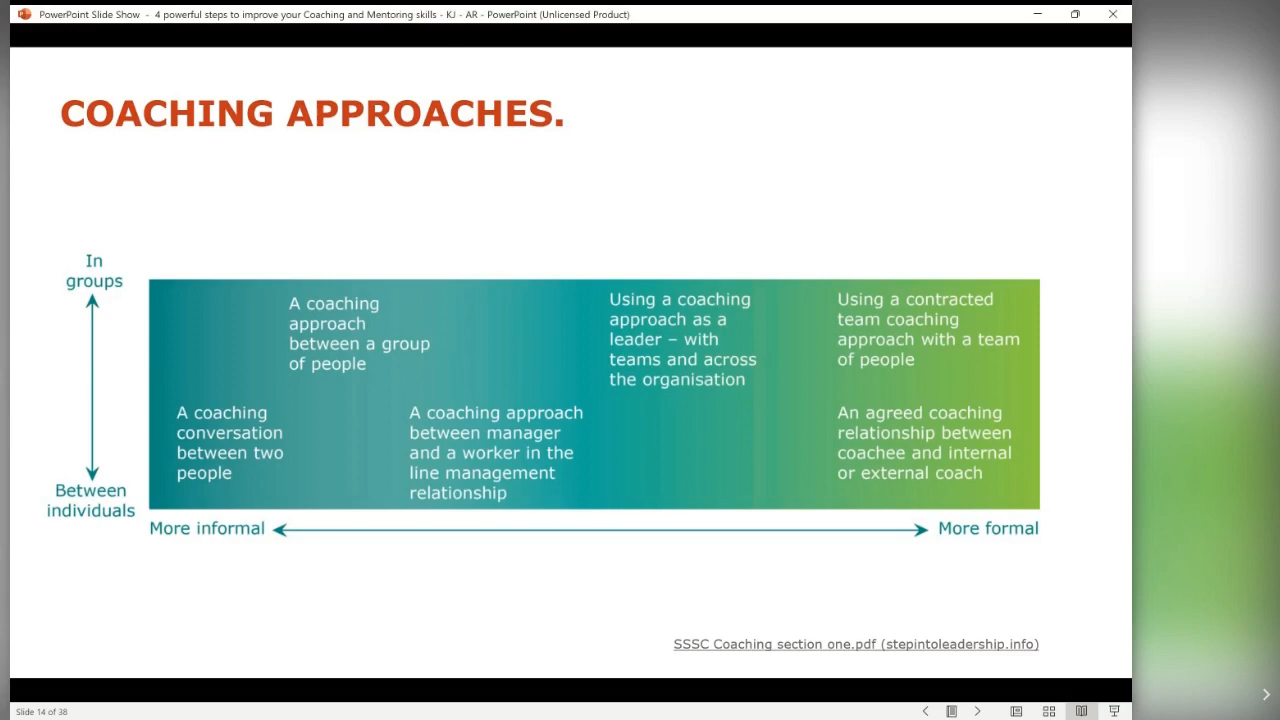 PowerPoint Slide Show - 4 powerful steps to improve your Coaching and Mentoring skills - KJ - AR - PowerPoint (Unlicensed Product)
COACHING APPROACHES.
In
groups
Between
individuals
A coaching
approach
between a group
of people
Using a coaching
approach as a
leader – with
teams and across
the organisation
Using a contracted
team coaching
approach with a team
of people
A coaching
conversation
between two
people
A coaching approach
between manager
and a worker in the
line management
relationship
An agreed coaching
relationship between
coachee and internal
or external coach
More informal
More formal
SSSC Coaching section one.pdf (stepintoleadership.info)
Slide 14 of 38